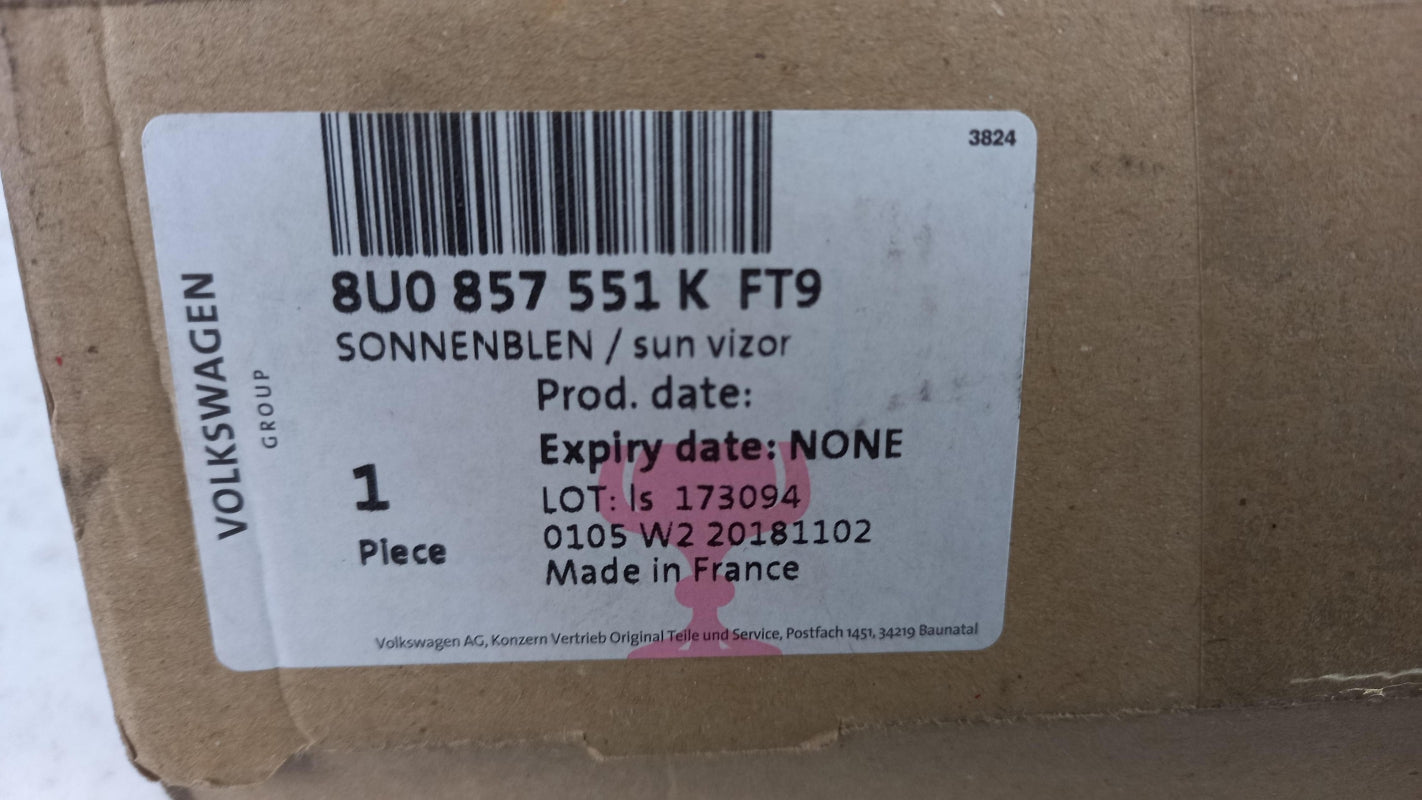 3824
8U0 857 551 K FT9
SONNENBLEN / sun vizor
Prod. date:
Expiry date: NONE
1
Piece
LOT: ls 173094
0105 W2 20181102
Made in France
Volkswagen AG, Konzern Vertrieb Original Teile und Service, Postfach 1451, 34219 Baunatal
VOLKSWAGEN
GROUP